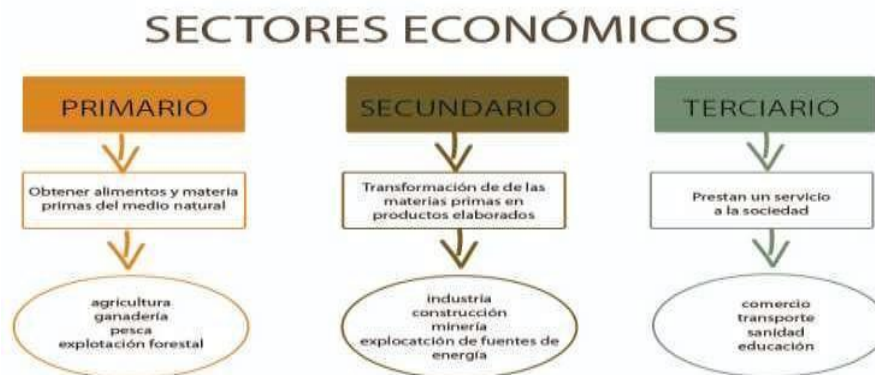 SECTORES ECONÓMICOS
PRIMARIO
Obtener alimentos y materia
primas del medio natural
agricultura
ganadería
pesca
explotación forestal
SECUNDARIO
Transformación de de las
materias primas en
productos elaborados
industria
construcción
minería
explocatción de fuentes de
energía
TERCIARIO
Prestan un servicio
a la sociedad
comercio
transporte
sanidad
educación